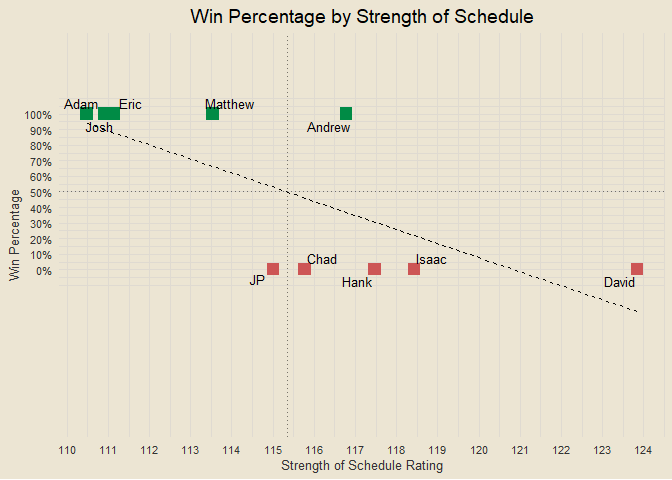 Win Percentage by Strength of Schedule
Adam Eric Matthew
100%
Josh Andrew
90%
80%
70%
60%
50%
40%
30%
20%
10%
0%
Chad Isaac
JP Hank David
Win Percentage
110 111 112 113 114 115 116 117 118 119 120 121 122 123 124
Strength of Schedule Rating